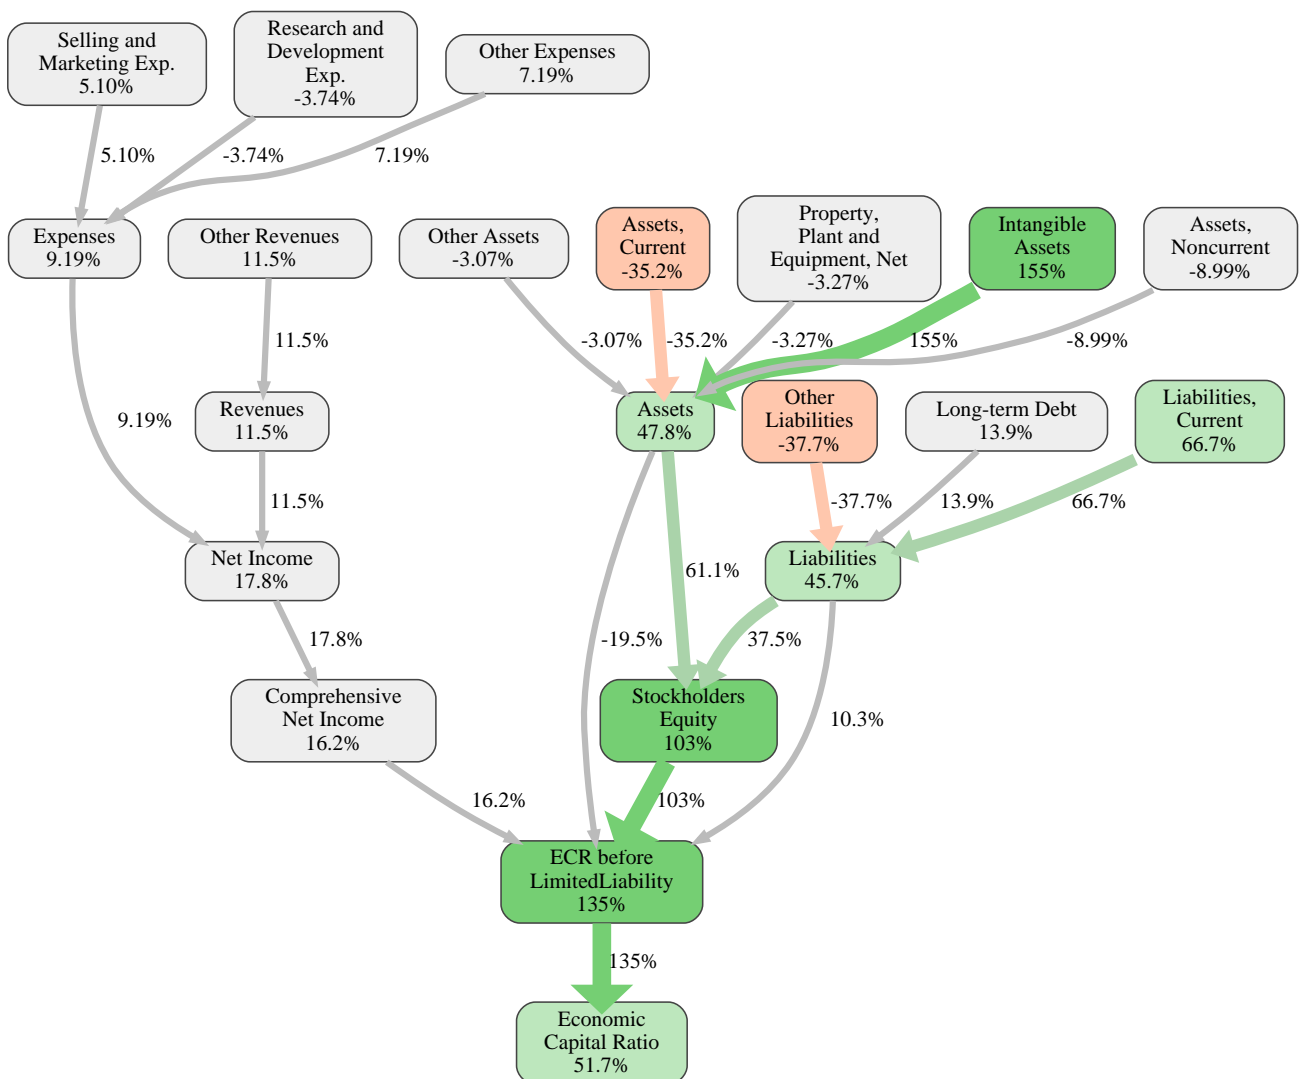 Selling and
Marketing Exp.
5.10%
Research and
Development
Exp.
-3.74%
Other Expenses
7.19%
5.10%
-3.74%
7.19%
Expenses
9.19%
Other Revenues
11.5%
Other Assets
-3.07%
Assets,
Current
-35.2%
Property,
Plant and
Equipment, Net
-3.27%
Intangible
Assets
155%
Assets,
Noncurrent
-8.99%
11.5%
-3.07%
-35.2%
-3.27%
155%
-8.99%
9.19%
Revenues
11.5%
Assets
47.8%
Other
Liabilities
-37.7%
Long-term Debt
13.9%
Liabilities,
Current
66.7%
11.5%
-37.7%
13.9%
66.7%
Net Income
17.8%
61.1%
Liabilities
45.7%
17.8%
-19.5%
37.5%
Comprehensive
Net Income
16.2%
Stockholders
Equity
103%
10.3%
16.2%
103%
ECR before
LimitedLiability
135%
135%
Economic
Capital Ratio
51.7%